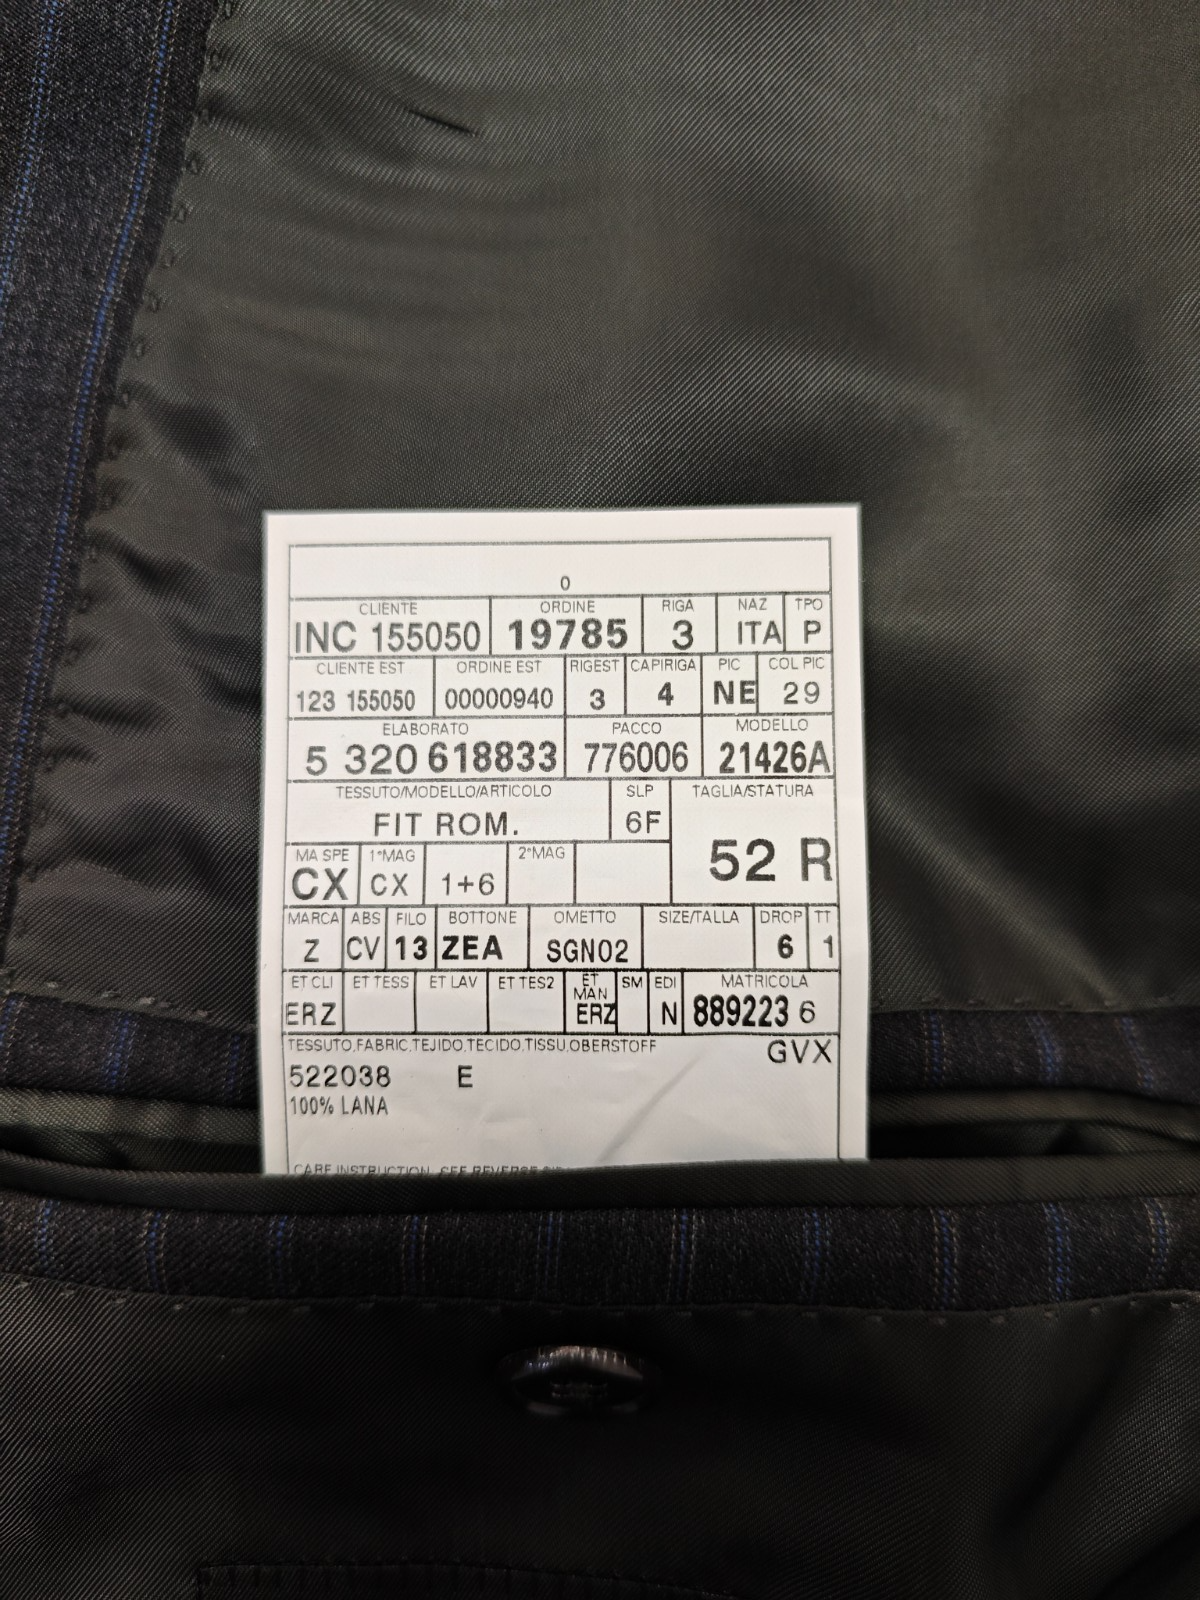 0
CLIENTE ORDINE RIGA NAZ TPO
INC 155050 19785 3 ITA P
CLIENTE EST ORDINE EST RIGEST CAPIRIGA PIC COL PIC
123 155050 00000940 3 4 NE 29
ELABORATO PACCO MODELLO
5 320 618833 776006 21426A
TESSUTO/MODELLO/ARTICOLO SLP TAGLIA/STATURA
FIT ROM. 6F 52 R
MA SPE 1°MAG 2°MAG
CX CX 1+6
MARCA ABS FILO BOTTONE OMETTO SIZE/TALLA DROP TT
Z CV 13 ZEA SGN02 6 1
ET CLI ET TESS ET LAV ET TES2 ET MAN SM EDI MATRICOLA
ERZ ERZ N 889223 6
TESSUTO.FABRIC.TEJIDO.TECIDO.TISSU.OBERSTOFF GVX
522038 E
100% LANA
CARE INSTRUCTION SEE REVERSE